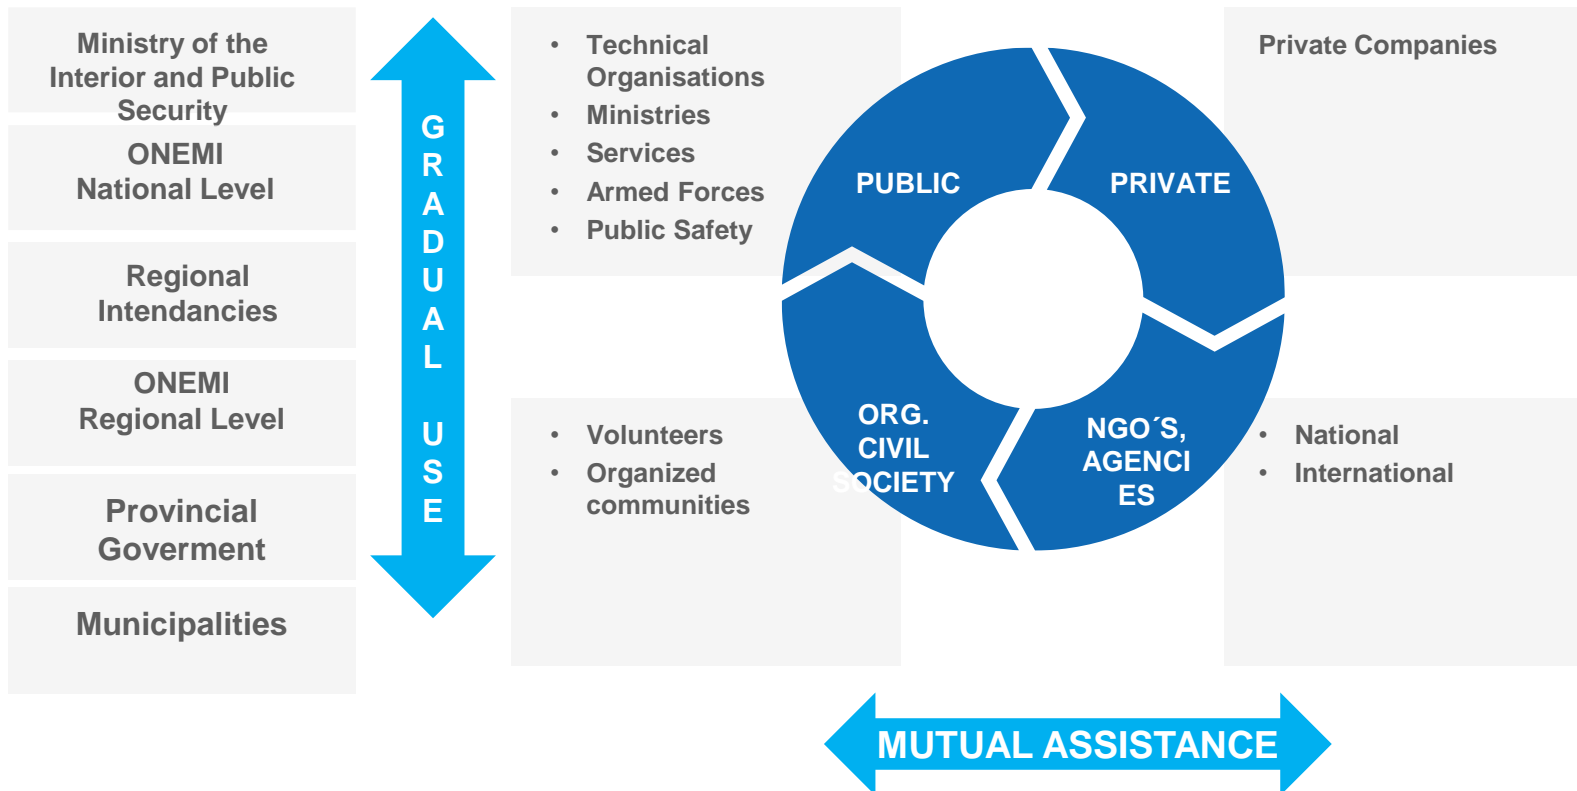 Ministry of the
Interior and Public
Security
ONEMI
National Level
Regional
Intendancies
ONEMI
Regional Level
Provincial
Goverment
Municipalities
G
R
A
D
U
A
L
U
S
E
• Technical
Organisations
• Ministries
• Services
• Armed Forces
• Public Safety
PUBLIC
PRIVATE
Private Companies
• Volunteers
• Organized
communities
ORG.
CIVIL
SOCIETY
NGO´S,
AGENCI
ES
• National
• International
MUTUAL ASSISTANCE